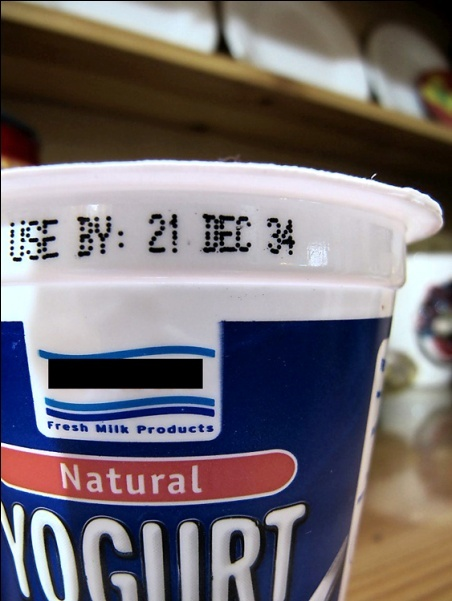 USE BY: 21 DEC 34
Fresh Milk Products
Natural
YOGURT